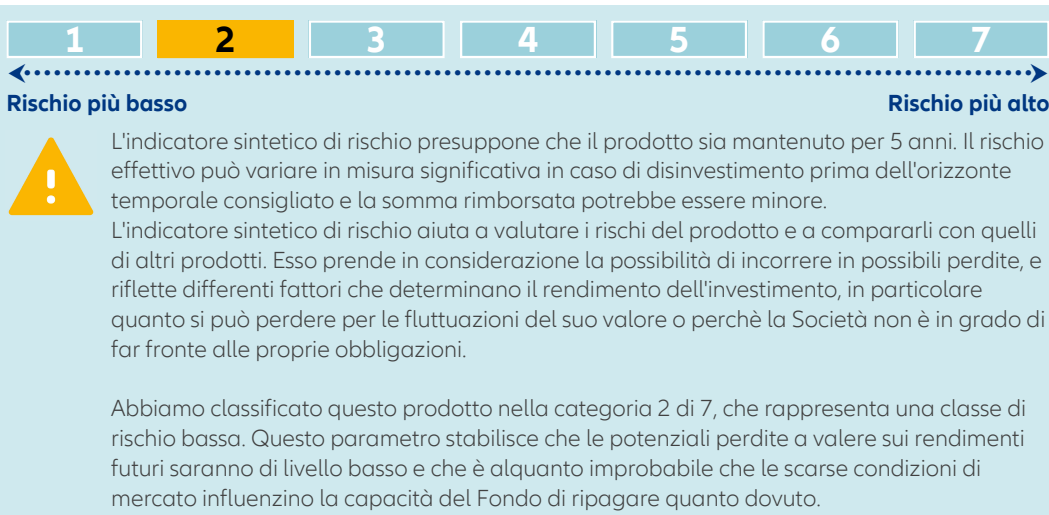 1 2 3 4 5 6 7
Rischio più basso Rischio più alto
L'indicatore sintetico di rischio presuppone che il prodotto sia mantenuto per 5 anni. Il rischio
effettivo può variare in misura significativa in caso di disinvestimento prima dell'orizzonte
temporale consigliato e la somma rimborsata potrebbe essere minore.
L'indicatore sintetico di rischio aiuta a valutare i rischi del prodotto e a compararli con quelli
di altri prodotti. Esso prende in considerazione la possibilità di incorrere in possibili perdite, e
riflette differenti fattori che determinano il rendimento dell'investimento, in particolare
quanto si può perdere per le fluttuazioni del suo valore o perchè la Società non è in grado di
far fronte alle proprie obbligazioni.
Abbiamo classificato questo prodotto nella categoria 2 di 7, che rappresenta una classe di
rischio bassa. Questo parametro stabilisce che le potenziali perdite a valere sui rendimenti
futuri saranno di livello basso e che è alquanto improbabile che le scarse condizioni di
mercato influenzino la capacità del Fondo di ripagare quanto dovuto.